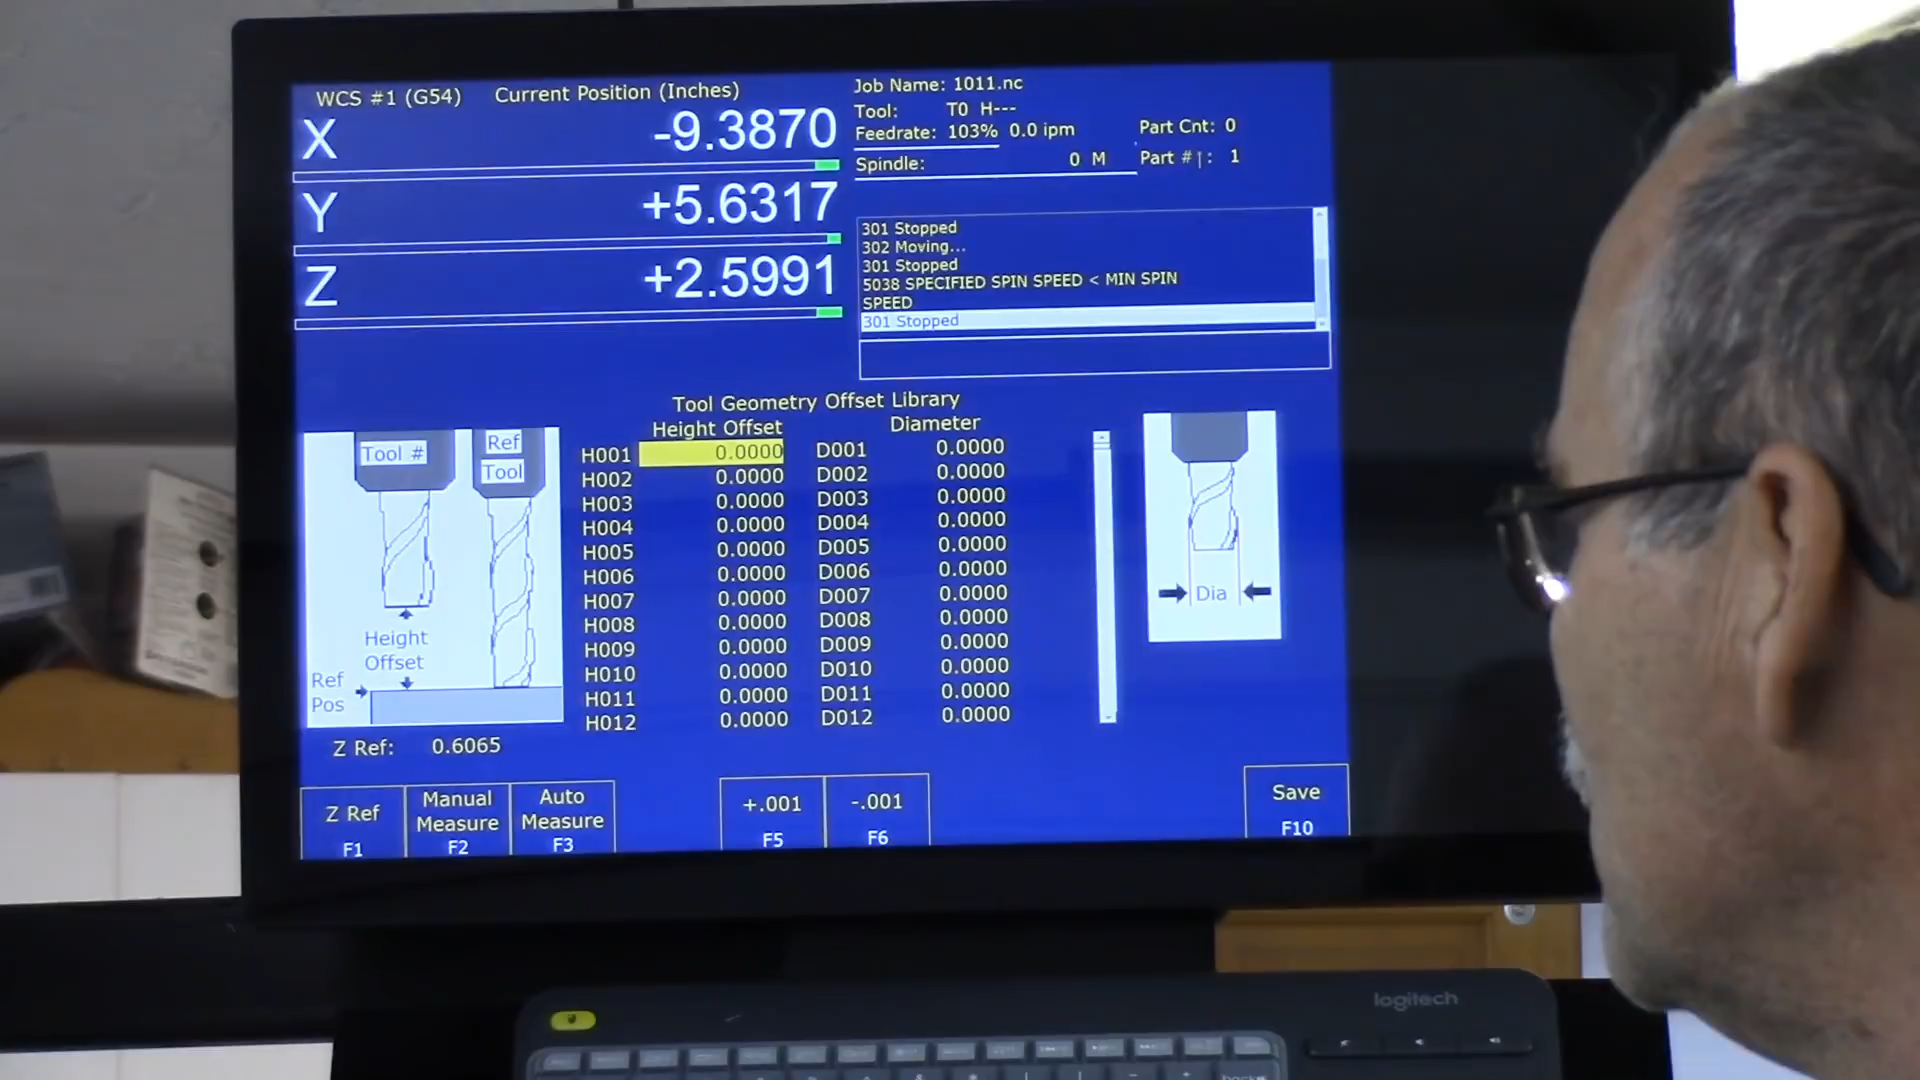 WCS #1 (G54) Current Position (Inches)
X -9.3870
Y +5.6317
Z +2.5991
Job Name: 1011.nc
Tool: T0 H---
Feedrate: 103% 0.0 ipm
Spindle: 0 M
Part Cnt: 0
Part #: 1
301 Stopped
302 Moving...
301 Stopped
5038 SPECIFIED SPIN SPEED < MIN SPIN
SPEED
301 Stopped
Tool Geometry Offset Library
Height Offset Diameter
H001 0.0000 D001 0.0000
H002 0.0000 D002 0.0000
H003 0.0000 D003 0.0000
H004 0.0000 D004 0.0000
H005 0.0000 D005 0.0000
H006 0.0000 D006 0.0000
H007 0.0000 D007 0.0000
H008 0.0000 D008 0.0000
H009 0.0000 D009 0.0000
H010 0.0000 D010 0.0000
H011 0.0000 D011 0.0000
H012 0.0000 D012 0.0000
Tool #
Ref
Tool
Height
Offset
Ref
Pos
Dia
Z Ref: 0.6065
Z Ref
F1
Manual
Measure
F2
Auto
Measure
F3
+.001
F5
-.001
F6
Save
F10
logitech